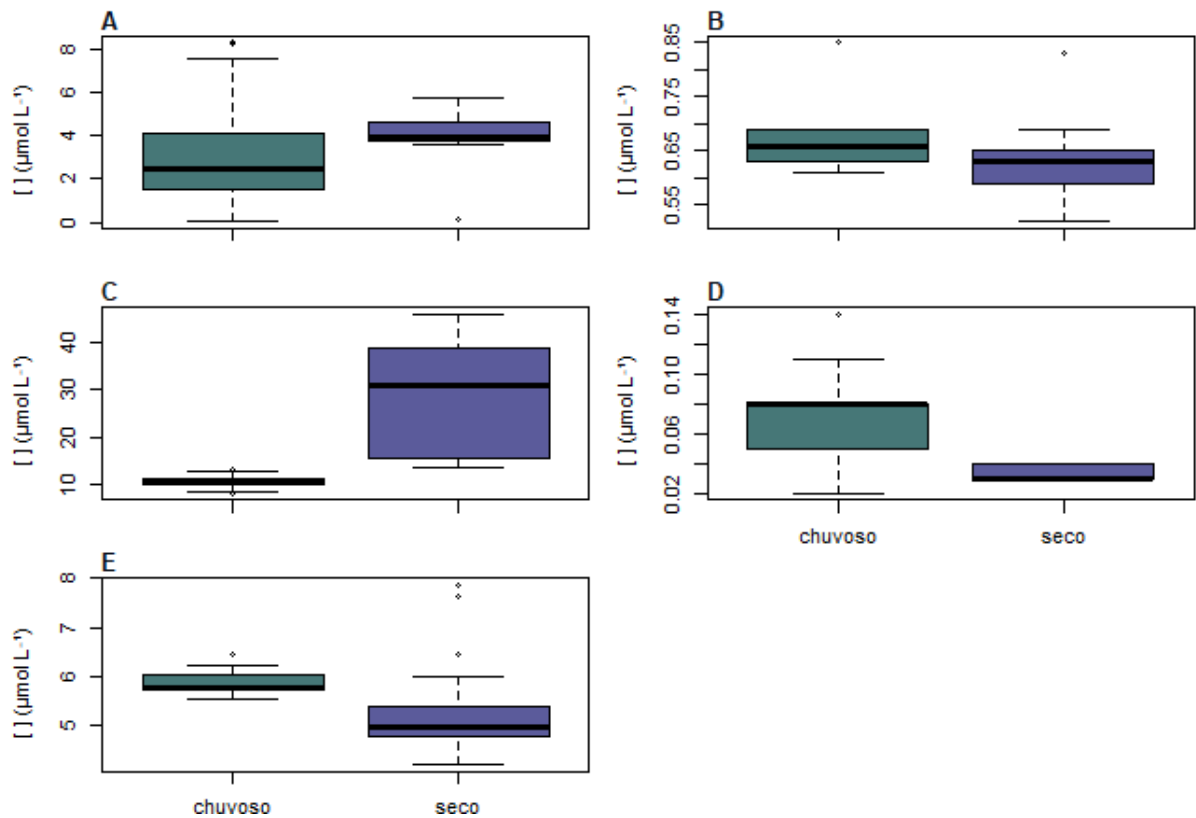 A
[ ] (µmol L⁻¹)
8
6
4
2
0
B
[ ] (µmol L⁻¹)
0.85
0.75
0.65
0.55
C
[ ] (µmol L⁻¹)
40
30
20
10
D
[ ] (µmol L⁻¹)
0.14
0.10
0.06
0.02
chuvoso seco
E
[ ] (µmol L⁻¹)
8
7
6
5
chuvoso seco